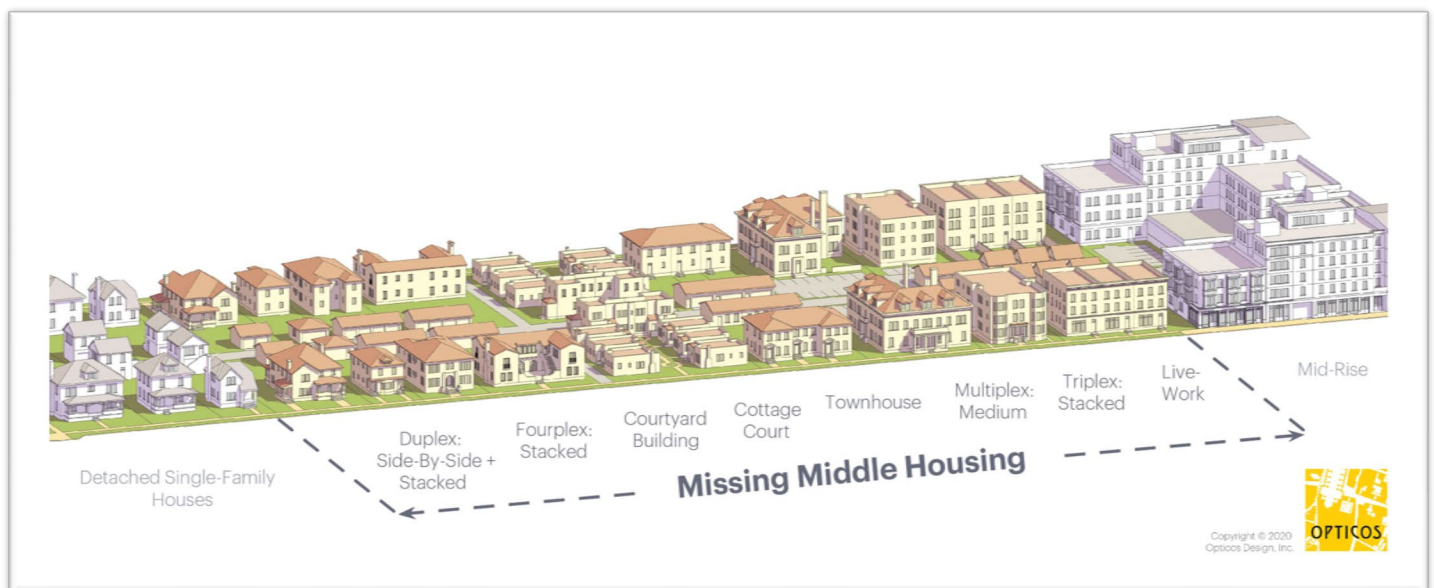 Detached Single-Family
Houses
Duplex:
Side-By-Side +
Stacked
Fourplex:
Stacked
Courtyard
Building
Cottage
Court
Townhouse
Multiplex:
Medium
Triplex:
Stacked
Live-
Work
Mid-Rise
Missing Middle Housing
Copyright © 2020
Opticos Design, Inc.
OPTICOS